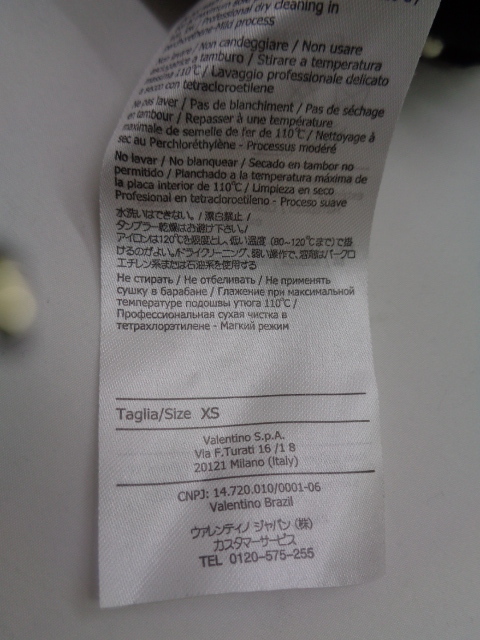 Professional dry cleaning in
Perchlorethylene-Mild process
Non lavare / Non candeggiare / Non usare
asciugatrice a tamburo / Stirare a temperatura
massima 110°C / Lavaggio professionale delicato
a secco con tetracloroetilene
Ne pas laver / Pas de blanchiment / Pas de séchage
en tambour / Repasser à une température
maximale de semelle de fer de 110°C / Nettoyage à
sec au Perchloréthylène - Processus modéré
No lavar / No blanquear / Secado en tambor no
permitido / Planchado a la temperatura máxima de
la placa interior de 110°C / Limpieza en seco
Profesional en tetracloroetileno - Proceso suave
水洗いはできない。/ 漂白禁止 /
タンブラー乾燥はお避け下さい /
アイロンは120℃を限度とし、低い温度（80~120℃まで）で掛
けるのがよい。ドライクリーニング、弱い操作で、溶剤はパークロ
エチレン系または石油系を使用する
Не стирать / Не отбеливать / Не применять
сушку в барабане / Глажение при максимальной
температуре подошвы утюга 110°C /
Профессиональная сухая чистка в
тетрахлорэтилене - Мягкий режим
Taglia/Size XS
Valentino S.p.A.
Via F.Turati 16 /1 8
20121 Milano (Italy)
CNPJ: 14.720.010/0001-06
Valentino Brazil
ヴァレンティノ ジャパン（株）
カスタマーサービス
TEL 0120-575-255